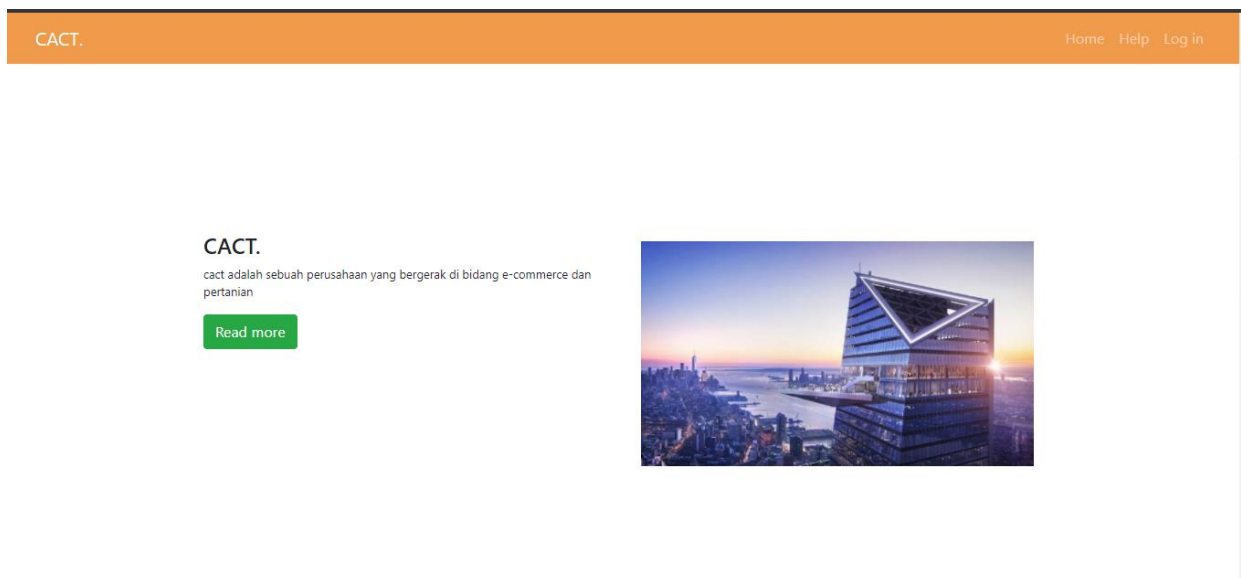 CACT.
Home Help Log in
CACT.
cact adalah sebuah perusahaan yang bergerak di bidang e-commerce dan
pertanian
Read more